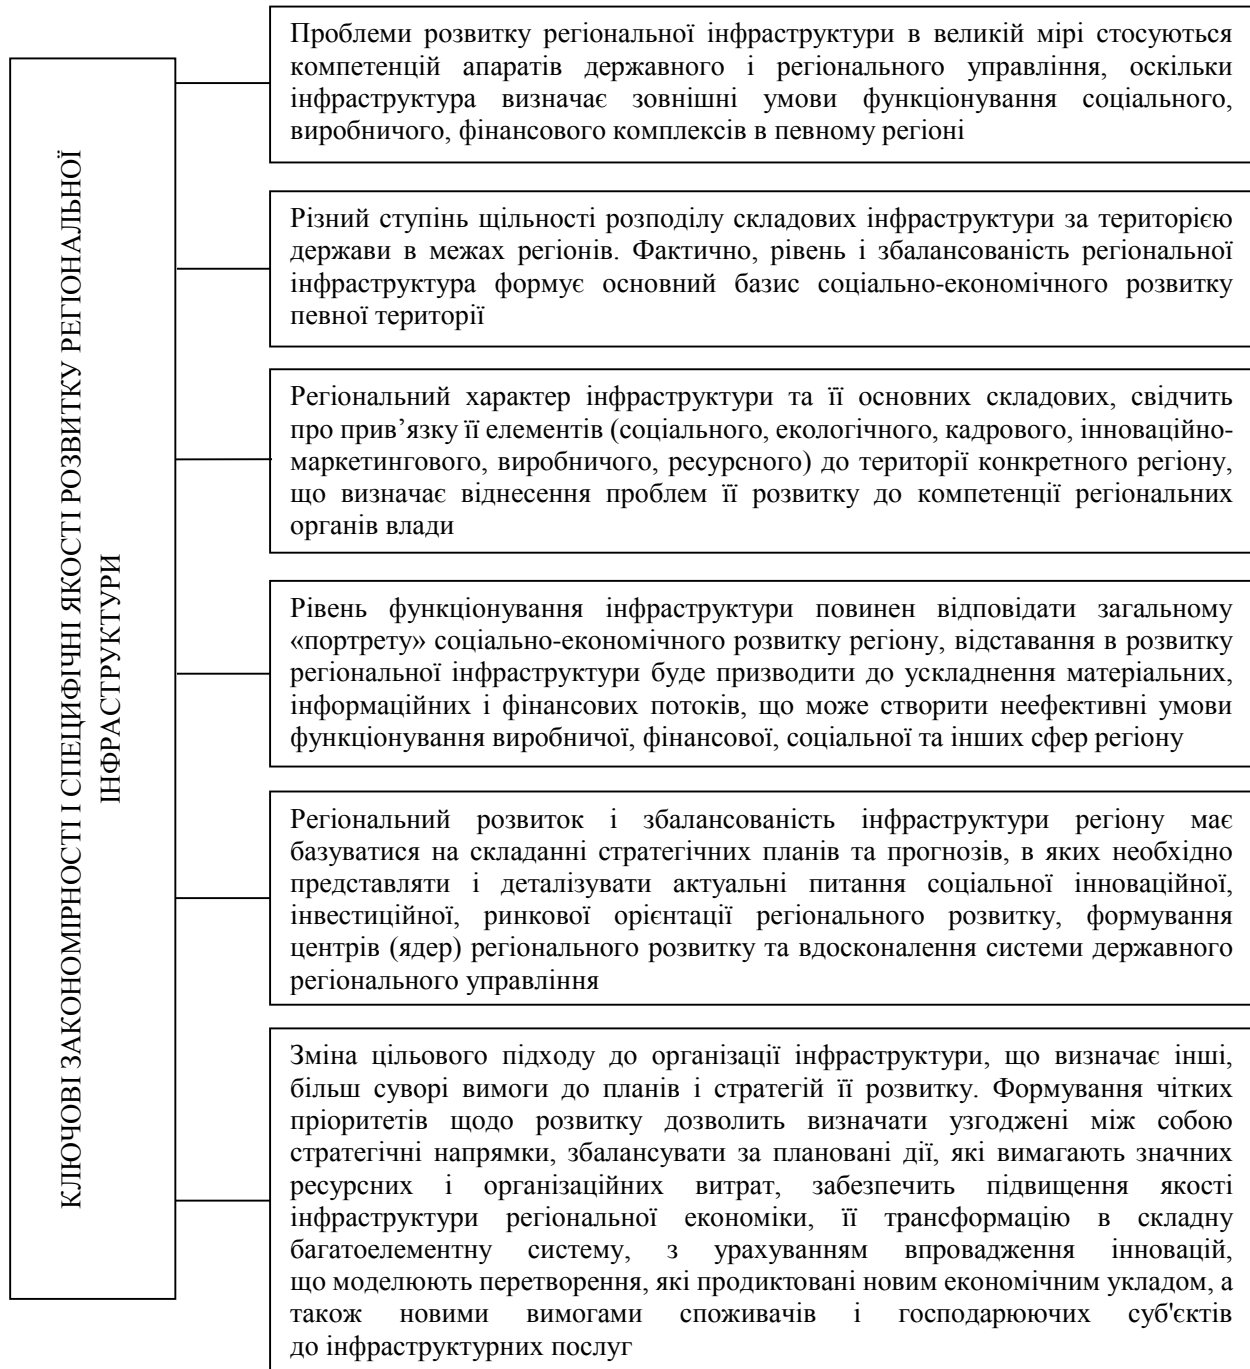 КЛЮЧОВІ ЗАКОНОМІРНОСТІ І СПЕЦИФІЧНІ ЯКОСТІ РОЗВИТКУ РЕГІОНАЛЬНОЇ
ІНФРАСТРУКТУРИ
Проблеми розвитку регіональної інфраструктури в великій мірі стосуються
компетенцій апаратів державного і регіонального управління, оскільки
інфраструктура визначає зовнішні умови функціонування соціального,
виробничого, фінансового комплексів в певному регіоні
Різний ступінь щільності розподілу складових інфраструктури за територією
держави в межах регіонів. Фактично, рівень і збалансованість регіональної
інфраструктура формує основний базис соціально-економічного розвитку
певної території
Регіональний характер інфраструктури та її основних складових, свідчить
про прив’язку її елементів (соціального, екологічного, кадрового, інноваційно-
маркетингового, виробничого, ресурсного) до території конкретного регіону,
що визначає віднесення проблем її розвитку до компетенції регіональних
органів влади
Рівень функціонування інфраструктури повинен відповідати загальному
«портрету» соціально-економічного розвитку регіону, відставання в розвитку
регіональної інфраструктури буде призводити до ускладнення матеріальних,
інформаційних і фінансових потоків, що може створити неефективні умови
функціонування виробничої, фінансової, соціальної та інших сфер регіону
Регіональний розвиток і збалансованість інфраструктури регіону має
базуватися на складанні стратегічних планів та прогнозів, в яких необхідно
представляти і деталізувати актуальні питання соціальної інноваційної,
інвестиційної, ринкової орієнтації регіонального розвитку, формування
центрів (ядер) регіонального розвитку та вдосконалення системи державного
регіонального управління
Зміна цільового підходу до організації інфраструктури, що визначає інші,
більш суворі вимоги до планів і стратегій її розвитку. Формування чітких
пріоритетів щодо розвитку дозволить визначати узгоджені між собою
стратегічні напрямки, збалансувати за плановані дії, які вимагають значних
ресурсних і організаційних витрат, забезпечить підвищення якості
інфраструктури регіональної економіки, її трансформацію в складну
багатоелементну систему, з урахуванням впровадження інновацій,
що моделюють перетворення, які продиктовані новим економічним укладом, а
також новими вимогами споживачів і господарюючих суб'єктів
до інфраструктурних послуг